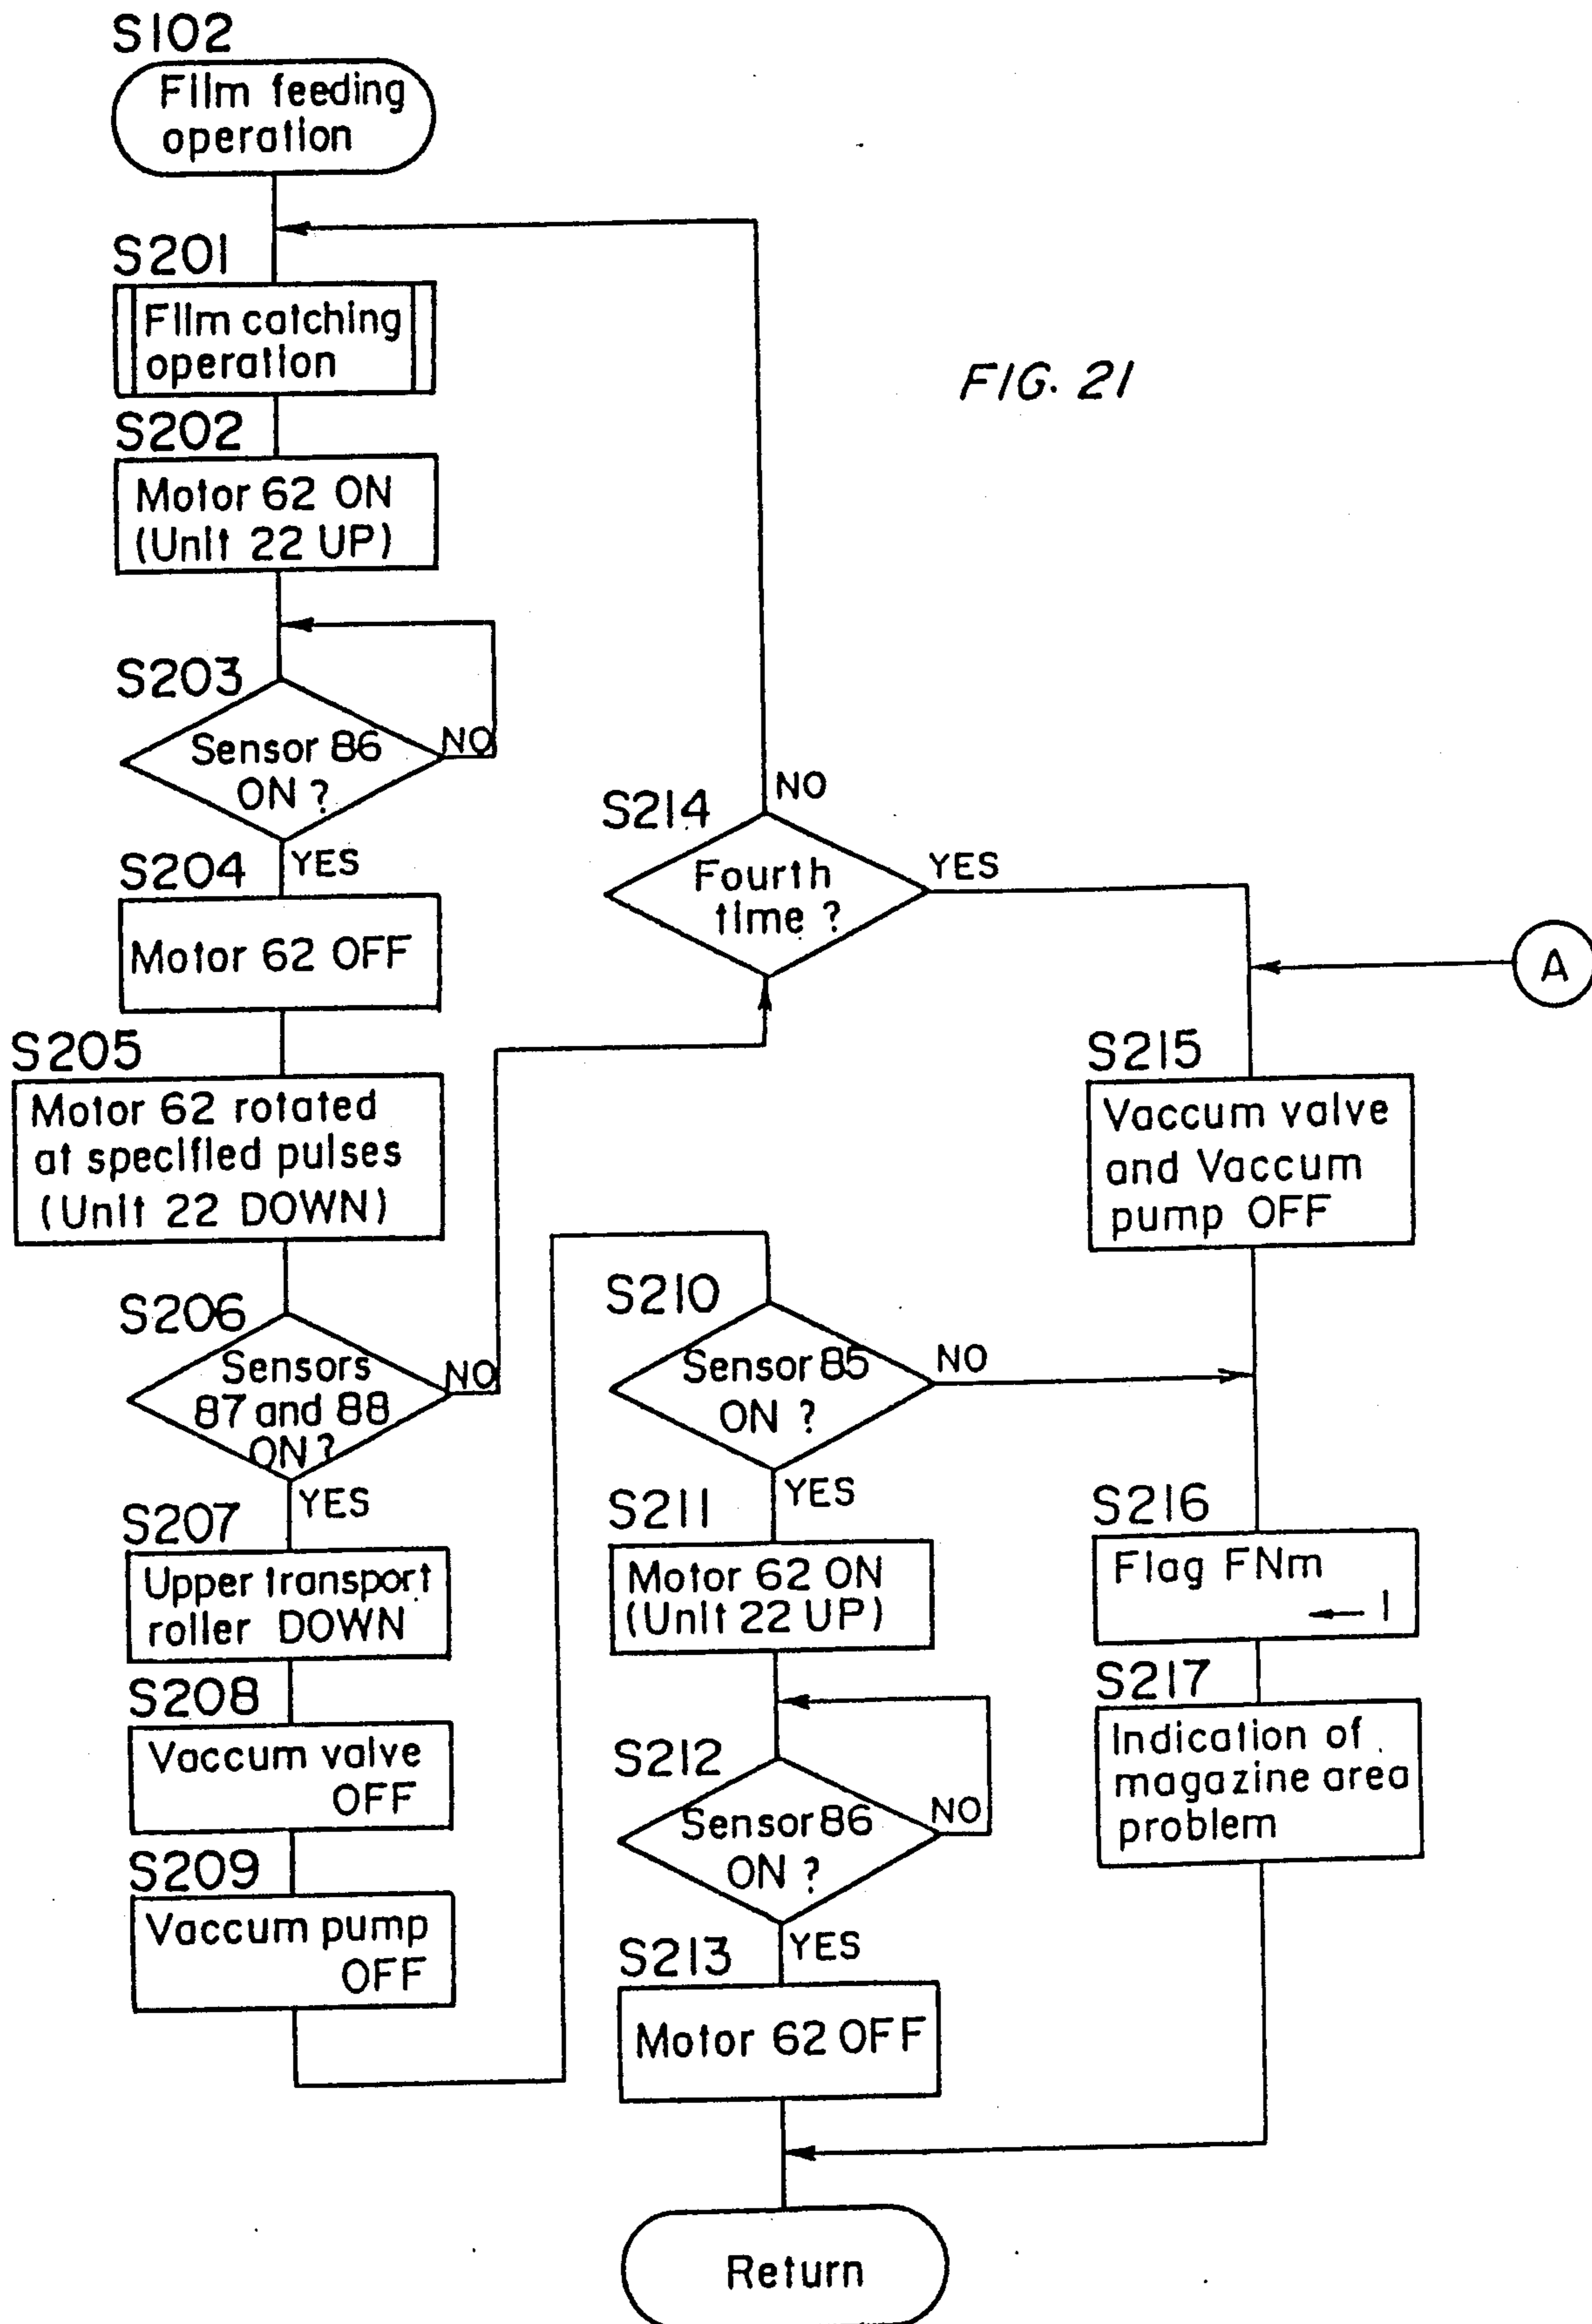 S102
Film feeding
operation
S201
Film catching
operation
S202
Motor 62 ON
(Unit 22 UP)
S203
Sensor 86
ON ?
NO
YES
S204
Motor 62 OFF
S205
Motor 62 rotated
at specified pulses
(Unit 22 DOWN)
S206
Sensors
87 and 88
ON ?
NO
YES
S207
Upper transport
roller DOWN
S208
Vaccum valve
OFF
S209
Vaccum pump
OFF
FIG. 21
S214
Fourth
time ?
NO
YES
S210
Sensor 85
ON ?
NO
YES
S211
Motor 62 ON
(Unit 22 UP)
S212
Sensor 86
ON ?
NO
YES
S213
Motor 62 OFF
Return
A
S215
Vaccum valve
and Vaccum
pump OFF
S216
Flag FNm
← 1
S217
Indication of
magazine area
problem